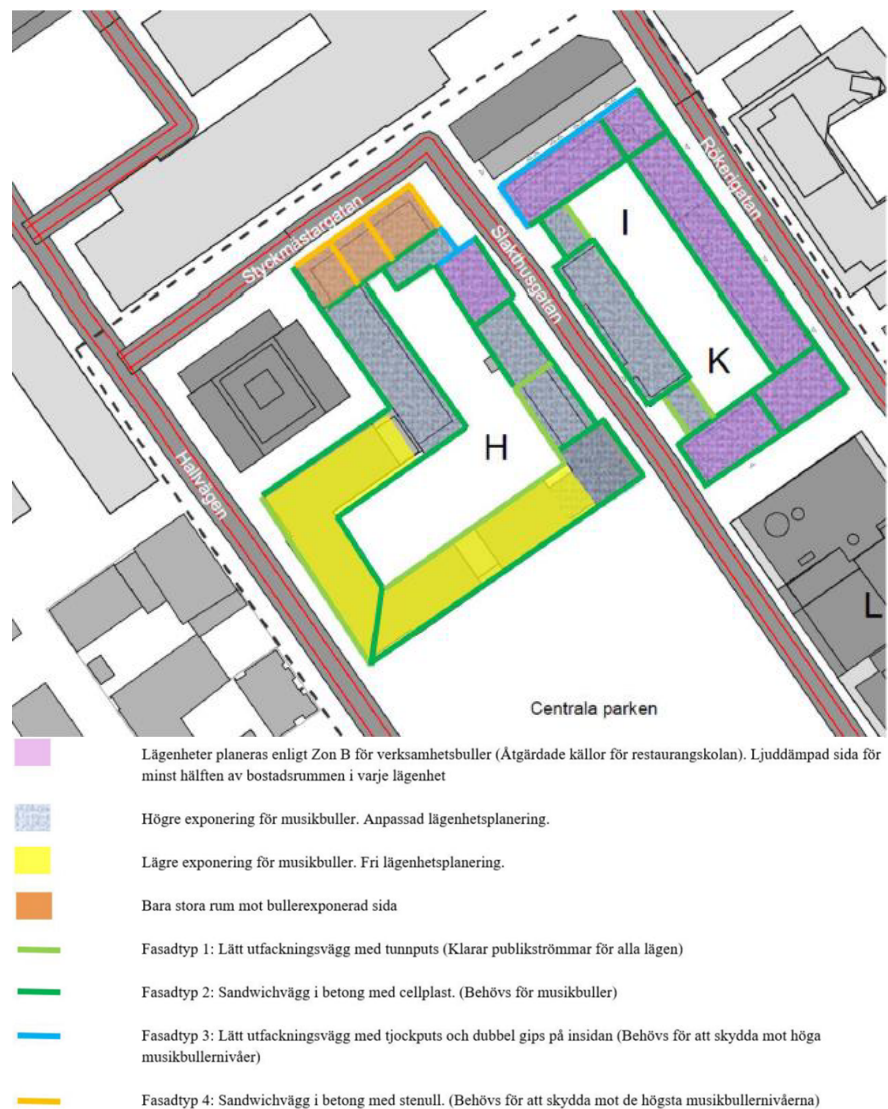 Rökerigatan
Styckmästargatan
Slakthusgatan
I
K
H
Hallvägen
L
Centrala parken
Lägenheter planeras enligt Zon B för verksamhetsbuller (Åtgärdade källor för restaurangskolan). Ljuddämpad sida för
minst hälften av bostadsrummen i varje lägenhet
Högre exponering för musikbuller. Anpassad lägenhetsplanering.
Lägre exponering för musikbuller. Fri lägenhetsplanering.
Bara stora rum mot bullerexponerad sida
Fasadtyp 1: Lätt utfackningsvägg med tunnputs (Klarar publikströmmar för alla lägen)
Fasadtyp 2: Sandwichvägg i betong med cellplast. (Behövs för musikbuller)
Fasadtyp 3: Lätt utfackningsvägg med tjockputs och dubbel gips på insidan (Behövs för att skydda mot höga
musikbullernivåer)
Fasadtyp 4: Sandwichvägg i betong med stenull. (Behövs för att skydda mot de högsta musikbullernivåerna)